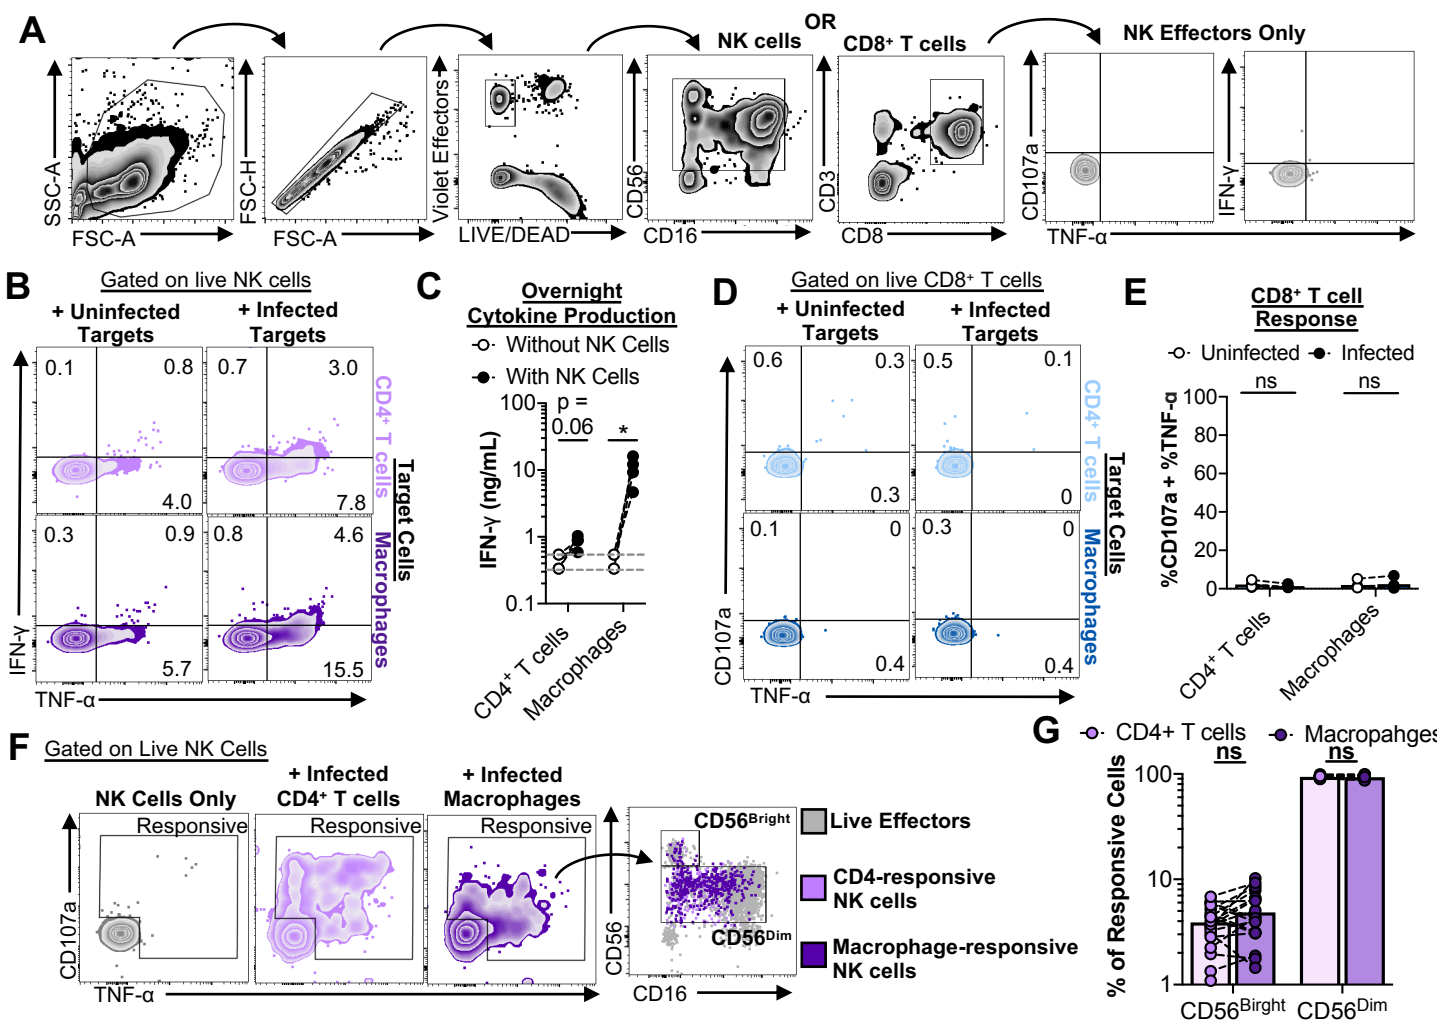 A
OR
NK cells
CD8+ T cells
NK Effectors Only
SSC-A
FSC-A
FSC-H
FSC-A
Violet Effectors
LIVE/DEAD
CD56
CD16
CD3
CD8
CD107a
TNF-α
IFN-γ
B
Gated on live NK cells
+ Uninfected
Targets
+ Infected
Targets
0.1
0.8
4.0
0.7
3.0
7.8
CD4+ T cells
0.3
0.9
5.7
0.8
4.6
15.5
Macrophages
Target Cells
IFN-γ
TNF-α
C
Overnight
Cytokine Production
Without NK Cells
With NK Cells
p =
0.06
*
100
10
1
0.1
IFN-γ (ng/mL)
CD4+ T cells
Macrophages
D
Gated on live CD8+ T cells
+ Uninfected
Targets
+ Infected
Targets
0.6
0.3
0.3
0.5
0.1
0
CD4+ T cells
0.1
0
0.4
0.3
0
0.4
Macrophages
Target Cells
CD107a
TNF-α
E
CD8+ T cell
Response
Uninfected
Infected
ns
ns
100
80
60
40
20
0
%CD107a + %TNF-α
CD4+ T cells
Macrophages
F
Gated on Live NK Cells
NK Cells Only
+ Infected
CD4+ T cells
+ Infected
Macrophages
Responsive
Responsive
Responsive
CD107a
TNF-α
CD56Bright
CD56Dim
CD56
CD16
Live Effectors
CD4-responsive
NK cells
Macrophage-responsive
NK cells
G
CD4+ T cells
Macropahges
ns
ns
100
10
1
% of Responsive Cells
CD56Birght
CD56Dim